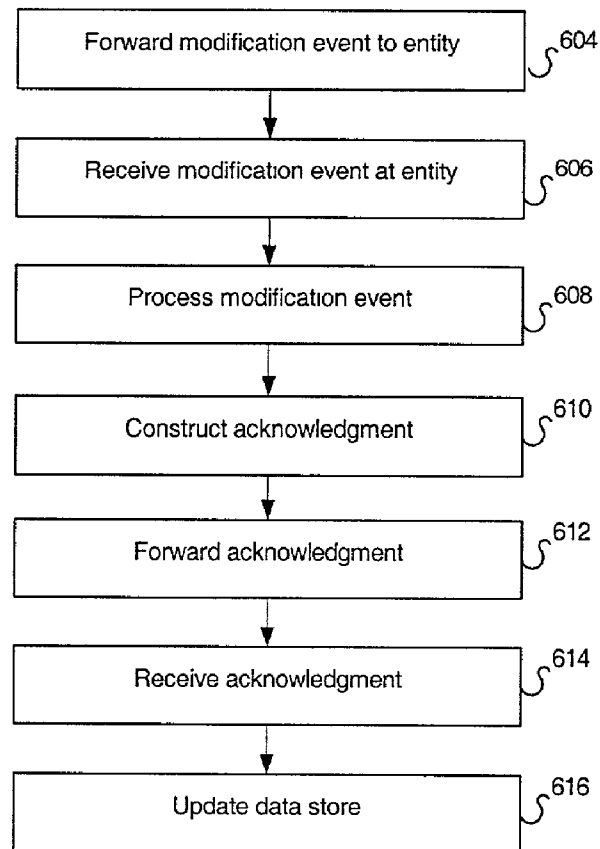 Forward modification event to entity
604
Receive modification event at entity
606
Process modification event
608
Construct acknowledgment
610
Forward acknowledgment
612
Receive acknowledgment
614
Update data store
616